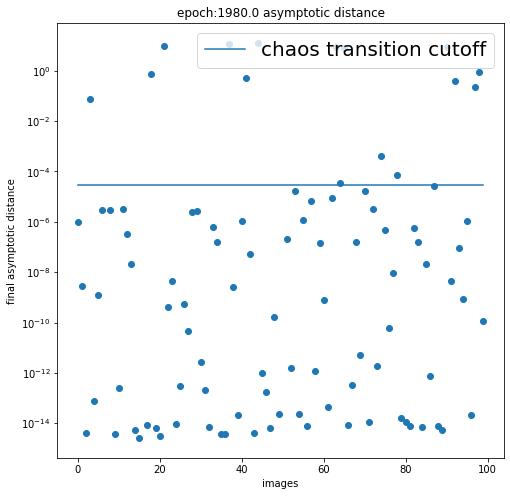 epoch:1980.0 asymptotic distance
chaos transition cutoff
10⁰
10⁻²
10⁻⁴
10⁻⁶
10⁻⁸
10⁻¹⁰
10⁻¹²
10⁻¹⁴
final asymptotic distance
0 20 40 60 80 100
images